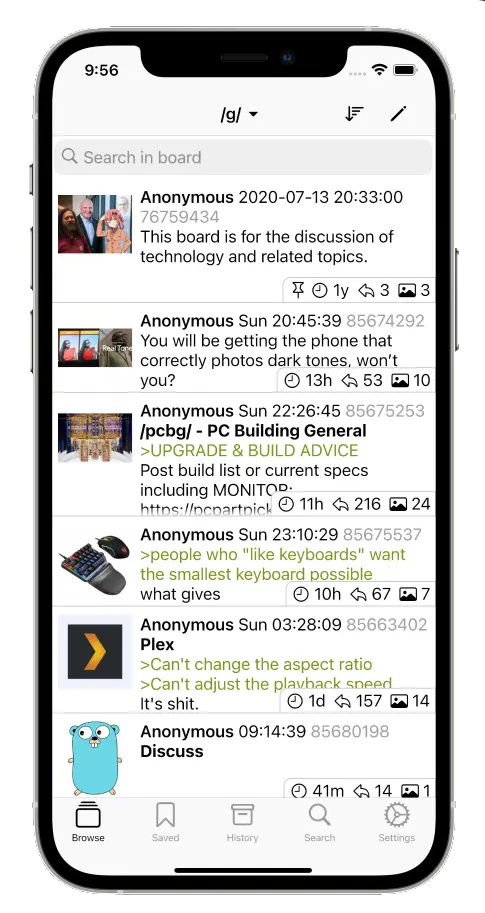 9:56
/g/
Search in board
Anonymous 2020-07-13 20:33:00
76759434
This board is for the discussion of
technology and related topics.
1y 3 3
Anonymous Sun 20:45:39 85674292
Real Tone
You will be getting the phone that
correctly photos dark tones, won't
you?
13h 53 10
Anonymous Sun 22:26:45 85675253
/pcbg/ - PC Building General
>UPGRADE & BUILD ADVICE
Post build list or current specs
including MONITOR:
https://pcpartpick
11h 216 24
Anonymous Sun 23:10:29 85675537
>people who "like keyboards" want
the smallest keyboard possible
what gives
10h 67 7
Anonymous Sun 03:28:09 85663402
Plex
>Can't change the aspect ratio
>Can't adjust the playback speed
It's shit.
1d 157 14
Anonymous 09:14:39 85680198
Discuss
41m 14 1
Browse
Saved
History
Search
Settings